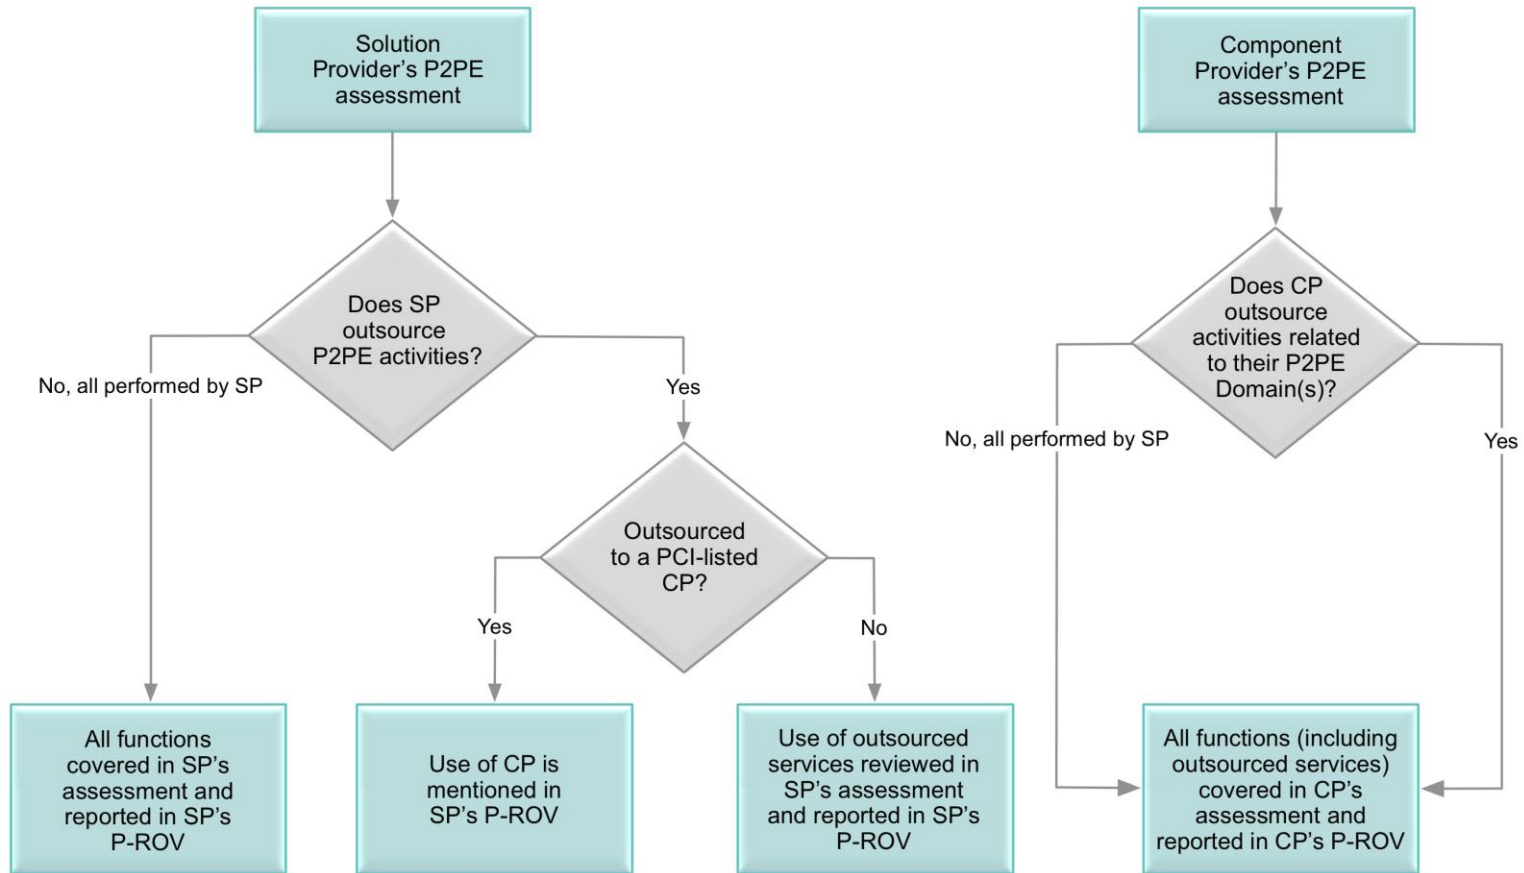 Solution
Provider's P2PE
assessment
Component
Provider's P2PE
assessment
Does SP
outsource
P2PE activities?
Does CP
outsource
activities related
to their P2PE
Domain(s)?
No, all performed by SP
Yes
No, all performed by SP
Yes
Outsourced
to a PCI-listed
CP?
Yes
No
All functions
covered in SP's
assessment and
reported in SP's
P-ROV
Use of CP is
mentioned in
SP's P-ROV
Use of outsourced
services reviewed in
SP's assessment
and reported in SP's
P-ROV
All functions (including
outsourced services)
covered in CP's
assessment and
reported in CP's P-ROV